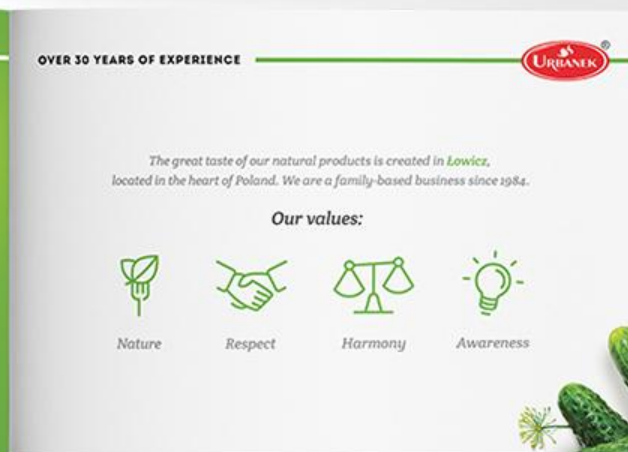 OVER 30 YEARS OF EXPERIENCE
URBANEK®
The great taste of our natural products is created in Łowicz,
located in the heart of Poland. We are a family-based business since 1984.
Our values:
Nature Respect Harmony Awareness